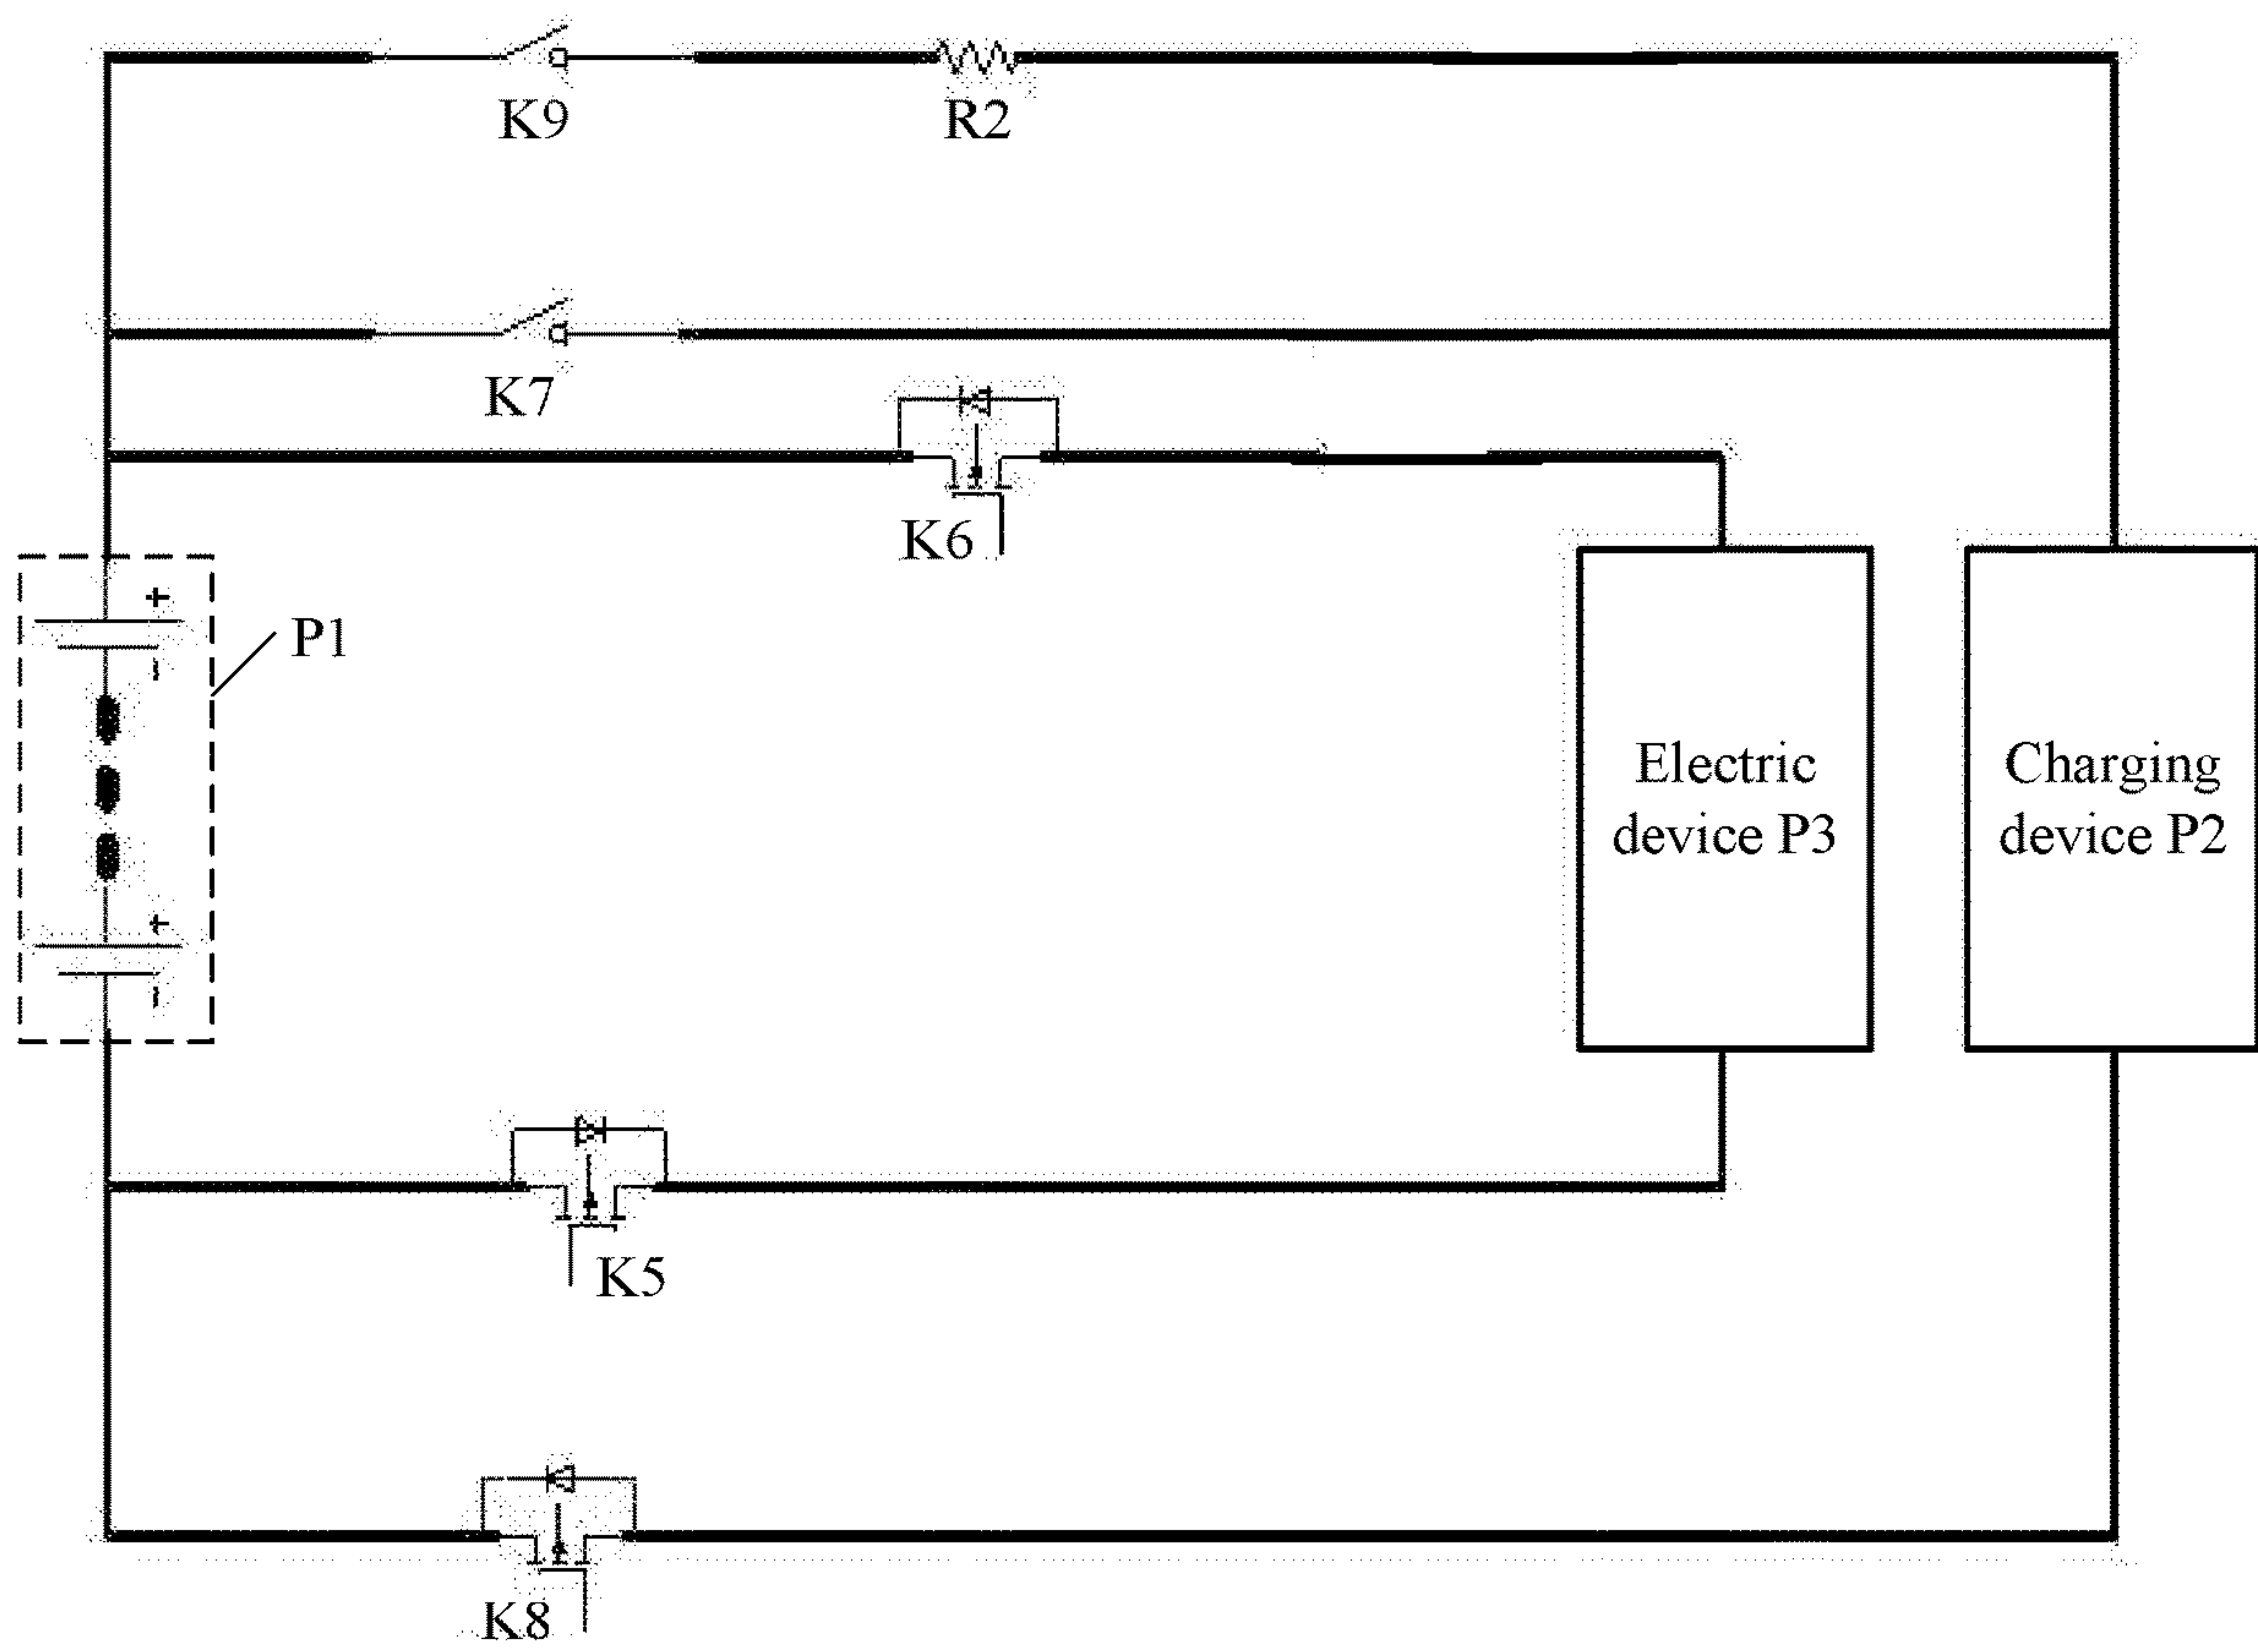 K9
R2
K7
K6
+
-
P1
Electric
device P3
Charging
device P2
+
-
K5
K8